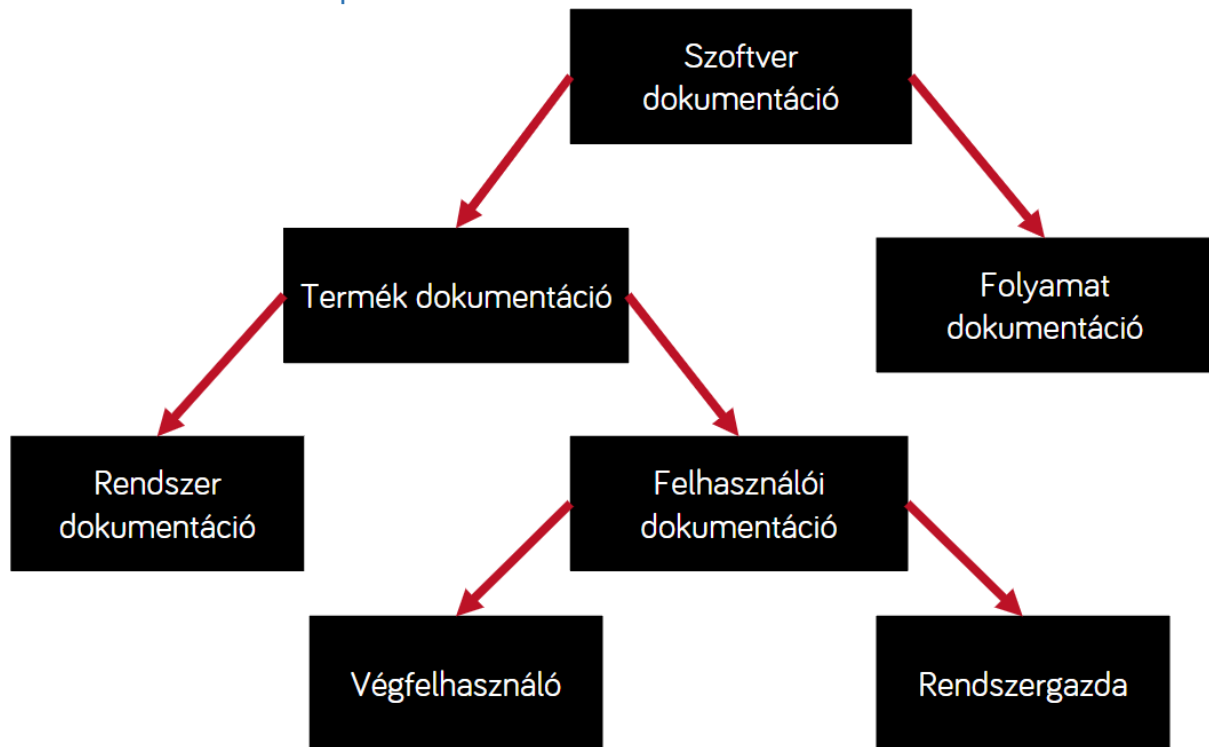 Szoftver
dokumentáció
Termék dokumentáció
Folyamat
dokumentáció
Rendszer
dokumentáció
Felhasználói
dokumentáció
Végfelhasználó
Rendszergazda